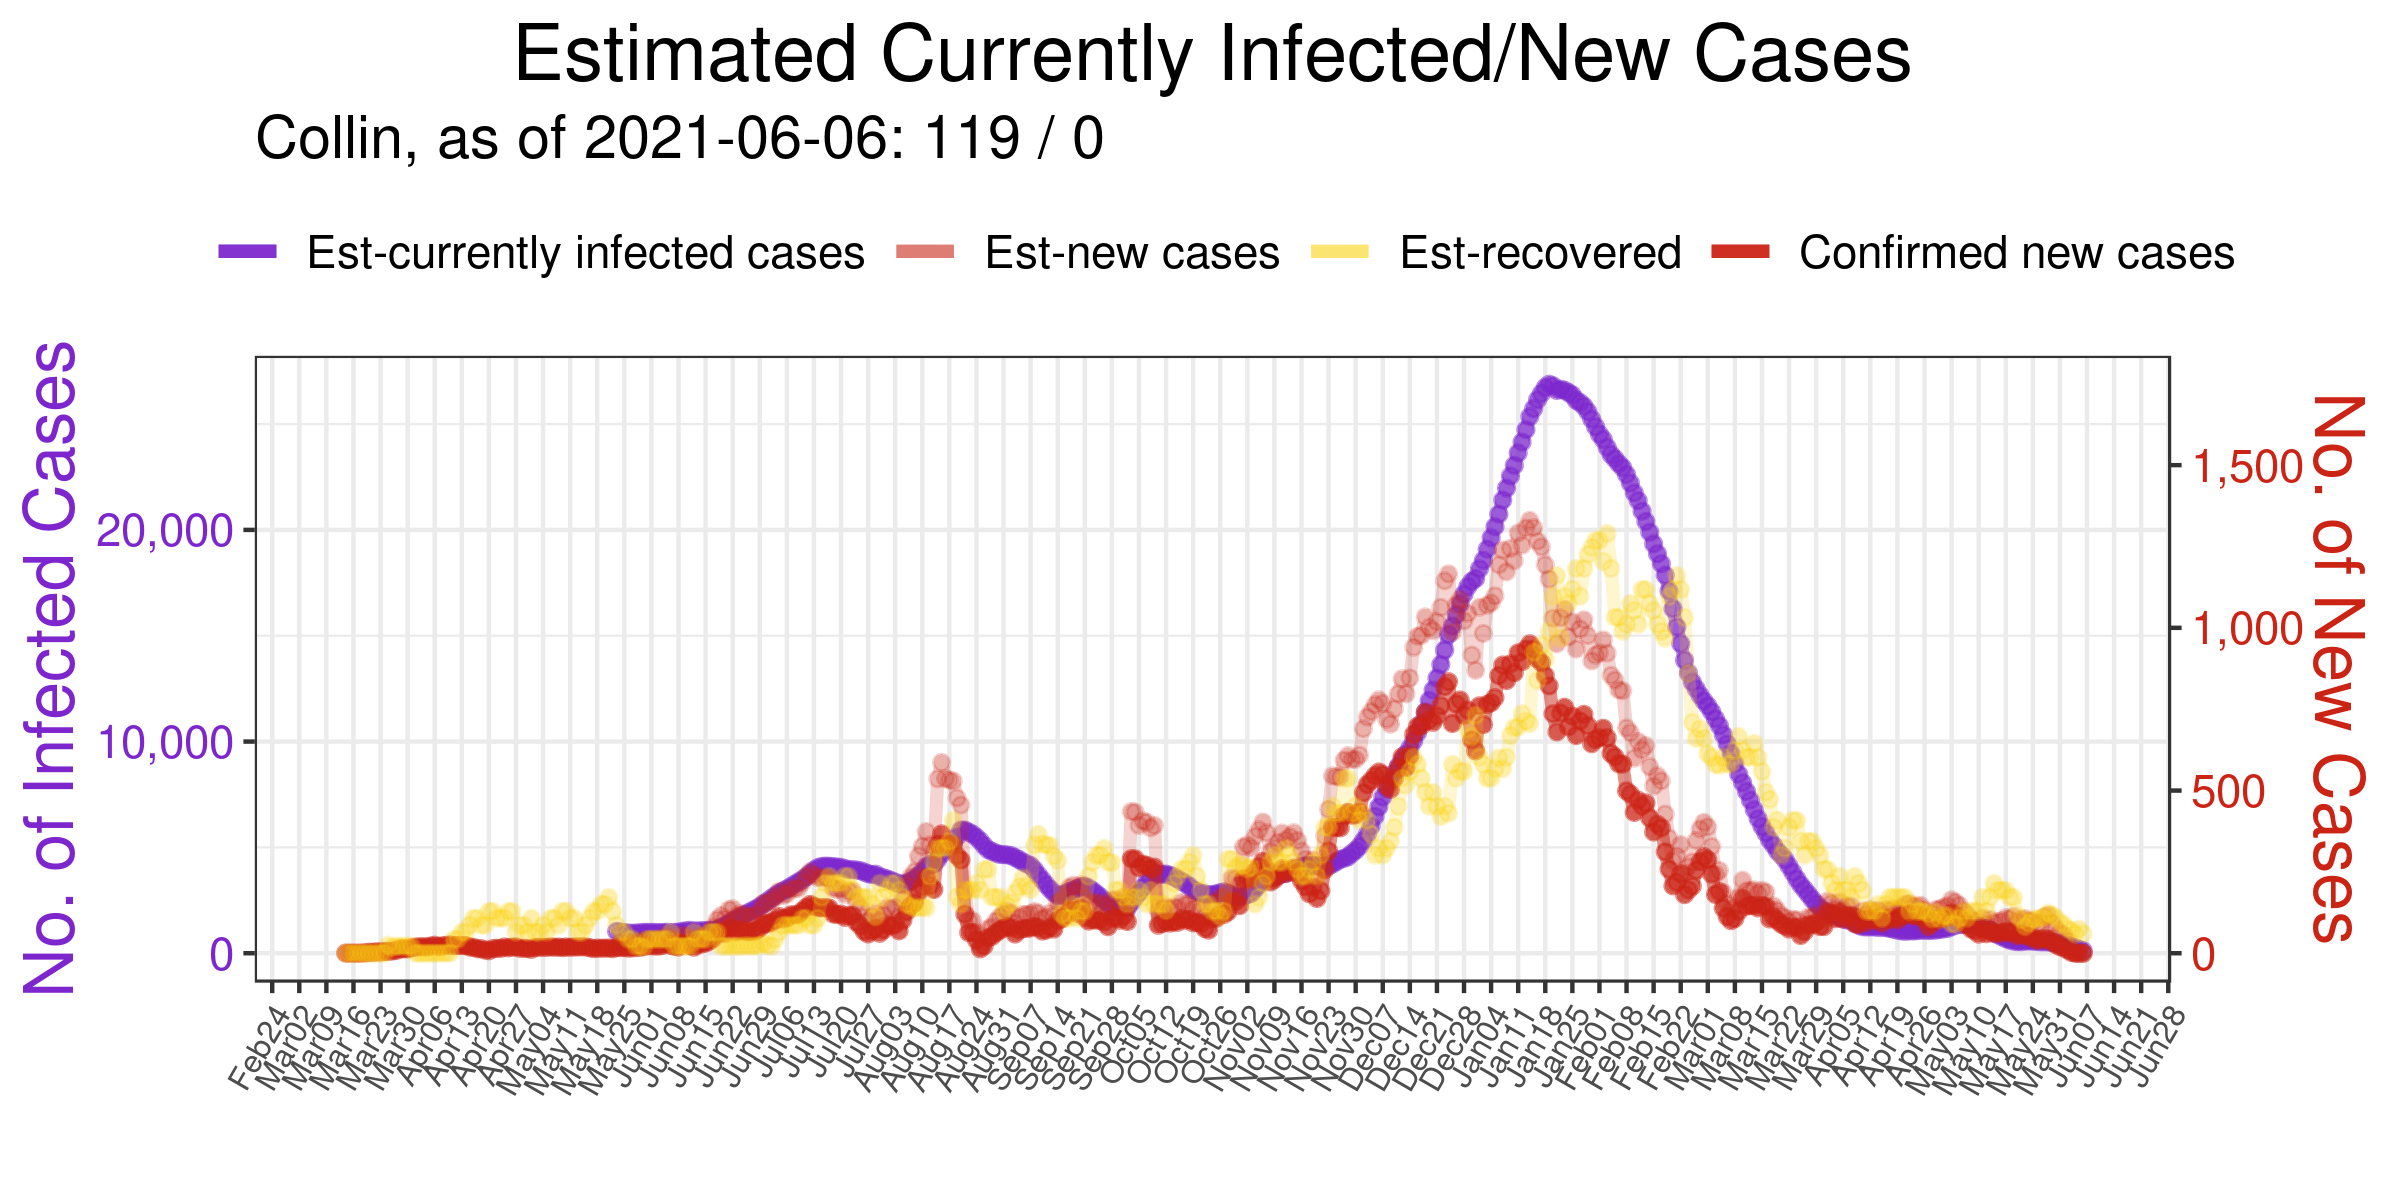 Estimated Currently Infected/New Cases
Collin, as of 2021-06-06: 119 / 0
Est-currently infected cases Est-new cases Est-recovered Confirmed new cases
No. of Infected Cases
20,000
10,000
0
1,500
1,000
500
0
No. of New Cases
Feb24 Mar02 Mar09 Mar16 Mar23 Mar30 Apr06 Apr13 Apr20 Apr27 May04 May11 May18 May25 Jun01 Jun08 Jun15 Jun22 Jun29 Jul06 Jul13 Jul20 Jul27 Aug03 Aug10 Aug17 Aug24 Aug31 Sep07 Sep14 Sep21 Sep28 Oct05 Oct12 Oct19 Oct26 Nov02 Nov09 Nov16 Nov23 Nov30 Dec07 Dec14 Dec21 Dec28 Jan04 Jan11 Jan18 Jan25 Feb01 Feb08 Feb15 Feb22 Mar01 Mar08 Mar15 Mar22 Mar29 Apr05 Apr12 Apr19 Apr26 May03 May10 May17 May24 May31 Jun07 Jun14 Jun21 Jun28